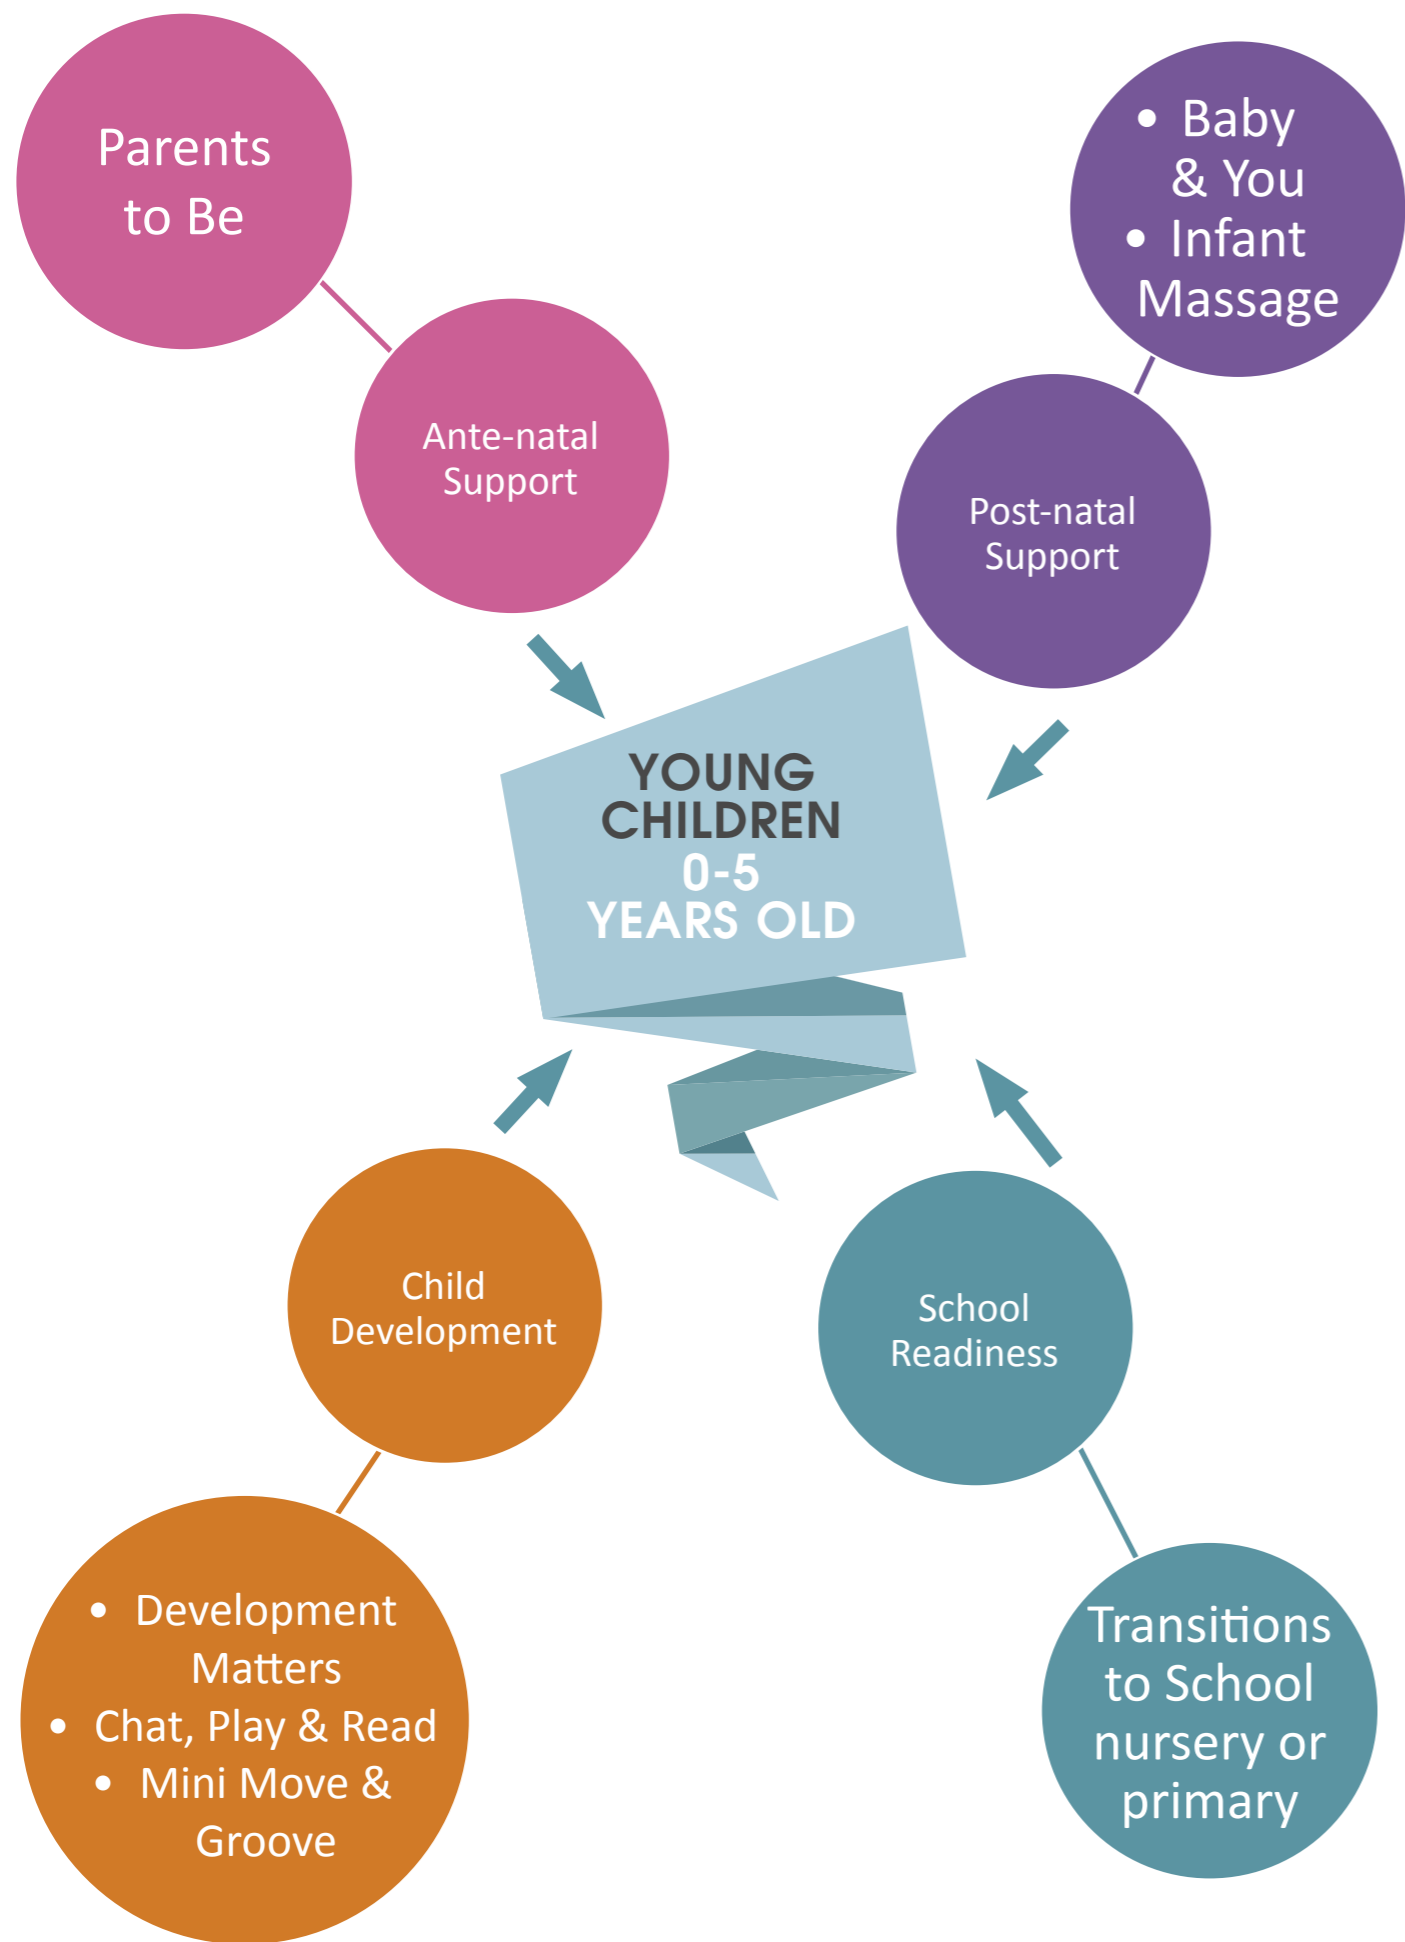 Parents
to Be
• Baby
& You
• Infant
Massage
Ante-natal
Support
Post-natal
Support
YOUNG
CHILDREN
0-5
YEARS OLD
Child
Development
School
Readiness
• Development
Matters
• Chat, Play & Read
• Mini Move &
Groove
Transitions
to School
nursery or
primary